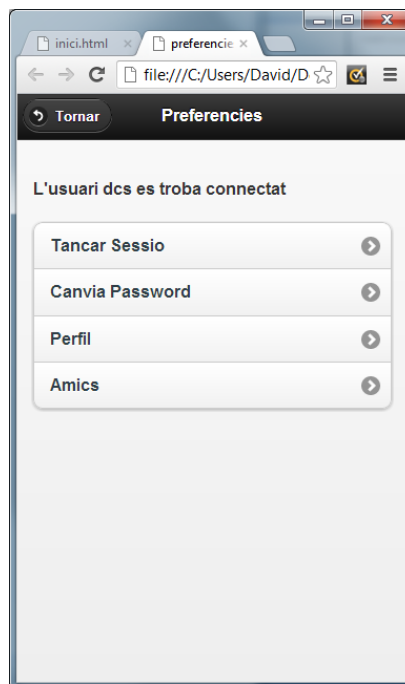 inici.html
preferencie
file:///C:/Users/David/D
Tornar
Preferencies
L'usuari dcs es troba connectat
Tancar Sessio
Canvia Password
Perfil
Amics